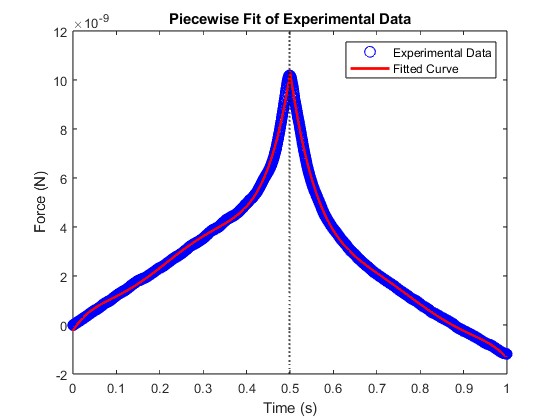 Piecewise Fit of Experimental Data
×10⁻⁹
12
10
8
6
4
2
0
-2
Force (N)
Experimental Data
Fitted Curve
0 0.1 0.2 0.3 0.4 0.5 0.6 0.7 0.8 0.9 1
Time (s)